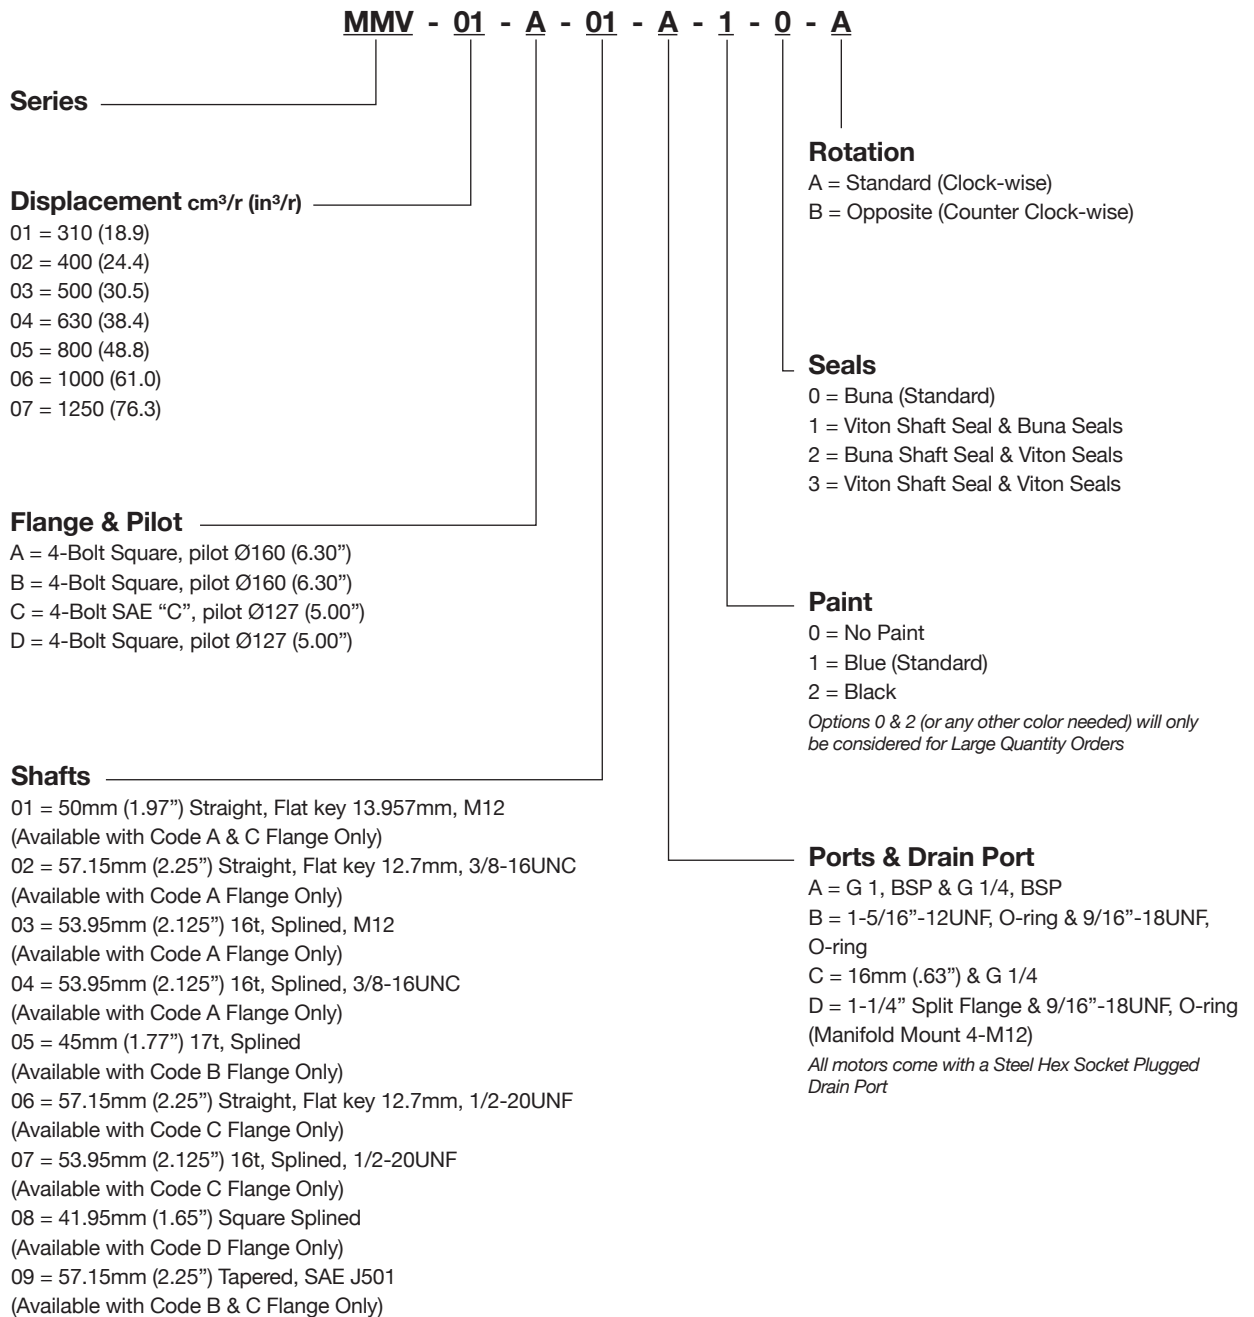 MMV - 01 - A - 01 - A - 1 - 0 - A
Series
Displacement cm³/r (in³/r)
01 = 310 (18.9)
02 = 400 (24.4)
03 = 500 (30.5)
04 = 630 (38.4)
05 = 800 (48.8)
06 = 1000 (61.0)
07 = 1250 (76.3)
Flange & Pilot
A = 4-Bolt Square, pilot Ø160 (6.30”)
B = 4-Bolt Square, pilot Ø160 (6.30”)
C = 4-Bolt SAE “C”, pilot Ø127 (5.00”)
D = 4-Bolt Square, pilot Ø127 (5.00”)
Shafts
01 = 50mm (1.97”) Straight, Flat key 13.957mm, M12
(Available with Code A & C Flange Only)
02 = 57.15mm (2.25”) Straight, Flat key 12.7mm, 3/8-16UNC
(Available with Code A Flange Only)
03 = 53.95mm (2.125”) 16t, Splined, M12
(Available with Code A Flange Only)
04 = 53.95mm (2.125”) 16t, Splined, 3/8-16UNC
(Available with Code A Flange Only)
05 = 45mm (1.77”) 17t, Splined
(Available with Code B Flange Only)
06 = 57.15mm (2.25”) Straight, Flat key 12.7mm, 1/2-20UNF
(Available with Code C Flange Only)
07 = 53.95mm (2.125”) 16t, Splined, 1/2-20UNF
(Available with Code C Flange Only)
08 = 41.95mm (1.65”) Square Splined
(Available with Code D Flange Only)
09 = 57.15mm (2.25”) Tapered, SAE J501
(Available with Code B & C Flange Only)
Rotation
A = Standard (Clock-wise)
B = Opposite (Counter Clock-wise)
Seals
0 = Buna (Standard)
1 = Viton Shaft Seal & Buna Seals
2 = Buna Shaft Seal & Viton Seals
3 = Viton Shaft Seal & Viton Seals
Paint
0 = No Paint
1 = Blue (Standard)
2 = Black
Options 0 & 2 (or any other color needed) will only
be considered for Large Quantity Orders
Ports & Drain Port
A = G 1, BSP & G 1/4, BSP
B = 1-5/16”-12UNF, O-ring & 9/16”-18UNF,
O-ring
C = 16mm (.63”) & G 1/4
D = 1-1/4” Split Flange & 9/16”-18UNF, O-ring
(Manifold Mount 4-M12)
All motors come with a Steel Hex Socket Plugged
Drain Port